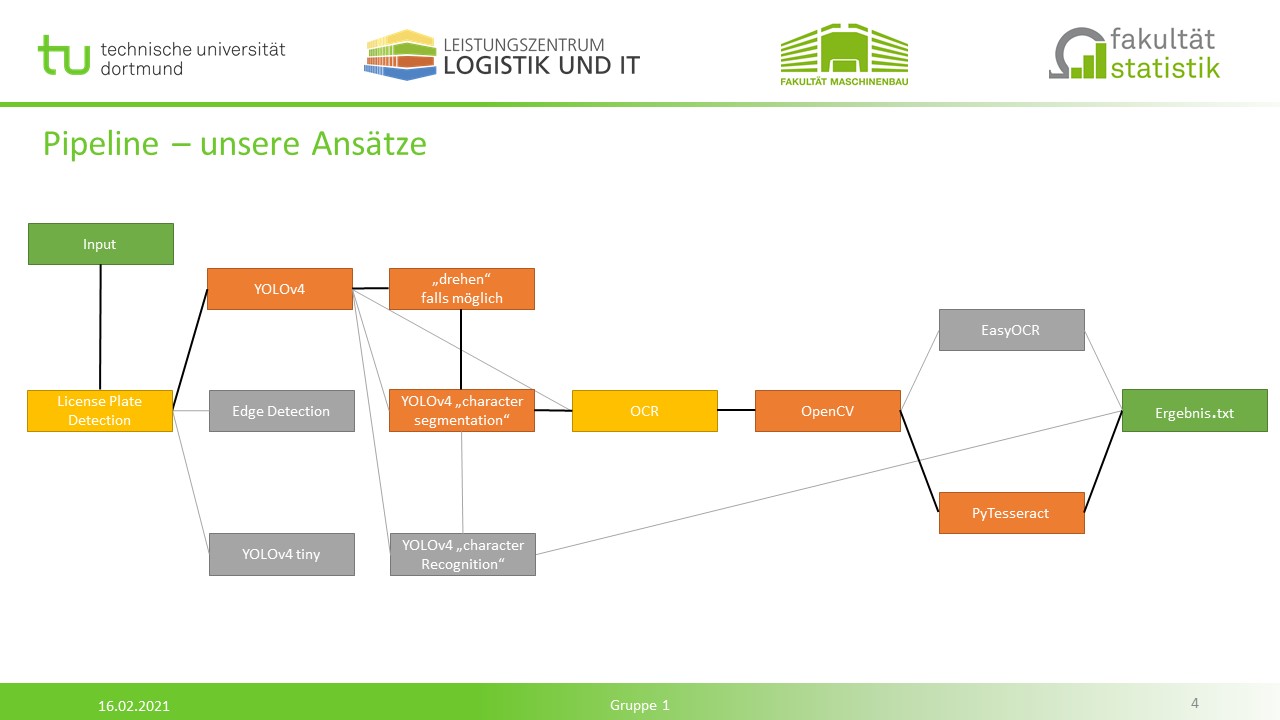 technische universität
dortmund
LEISTUNGSZENTRUM
LOGISTIK UND IT
FAKULTÄT MASCHINENBAU
fakultät
statistik
Pipeline – unsere Ansätze
Input
YOLOv4
„drehen“
falls möglich
EasyOCR
License Plate
Detection
Edge Detection
YOLOv4 „character
segmentation“
OCR
OpenCV
Ergebnis.txt
PyTesseract
YOLOv4 tiny
YOLOv4 „character
Recognition“
16.02.2021
Gruppe 1
4